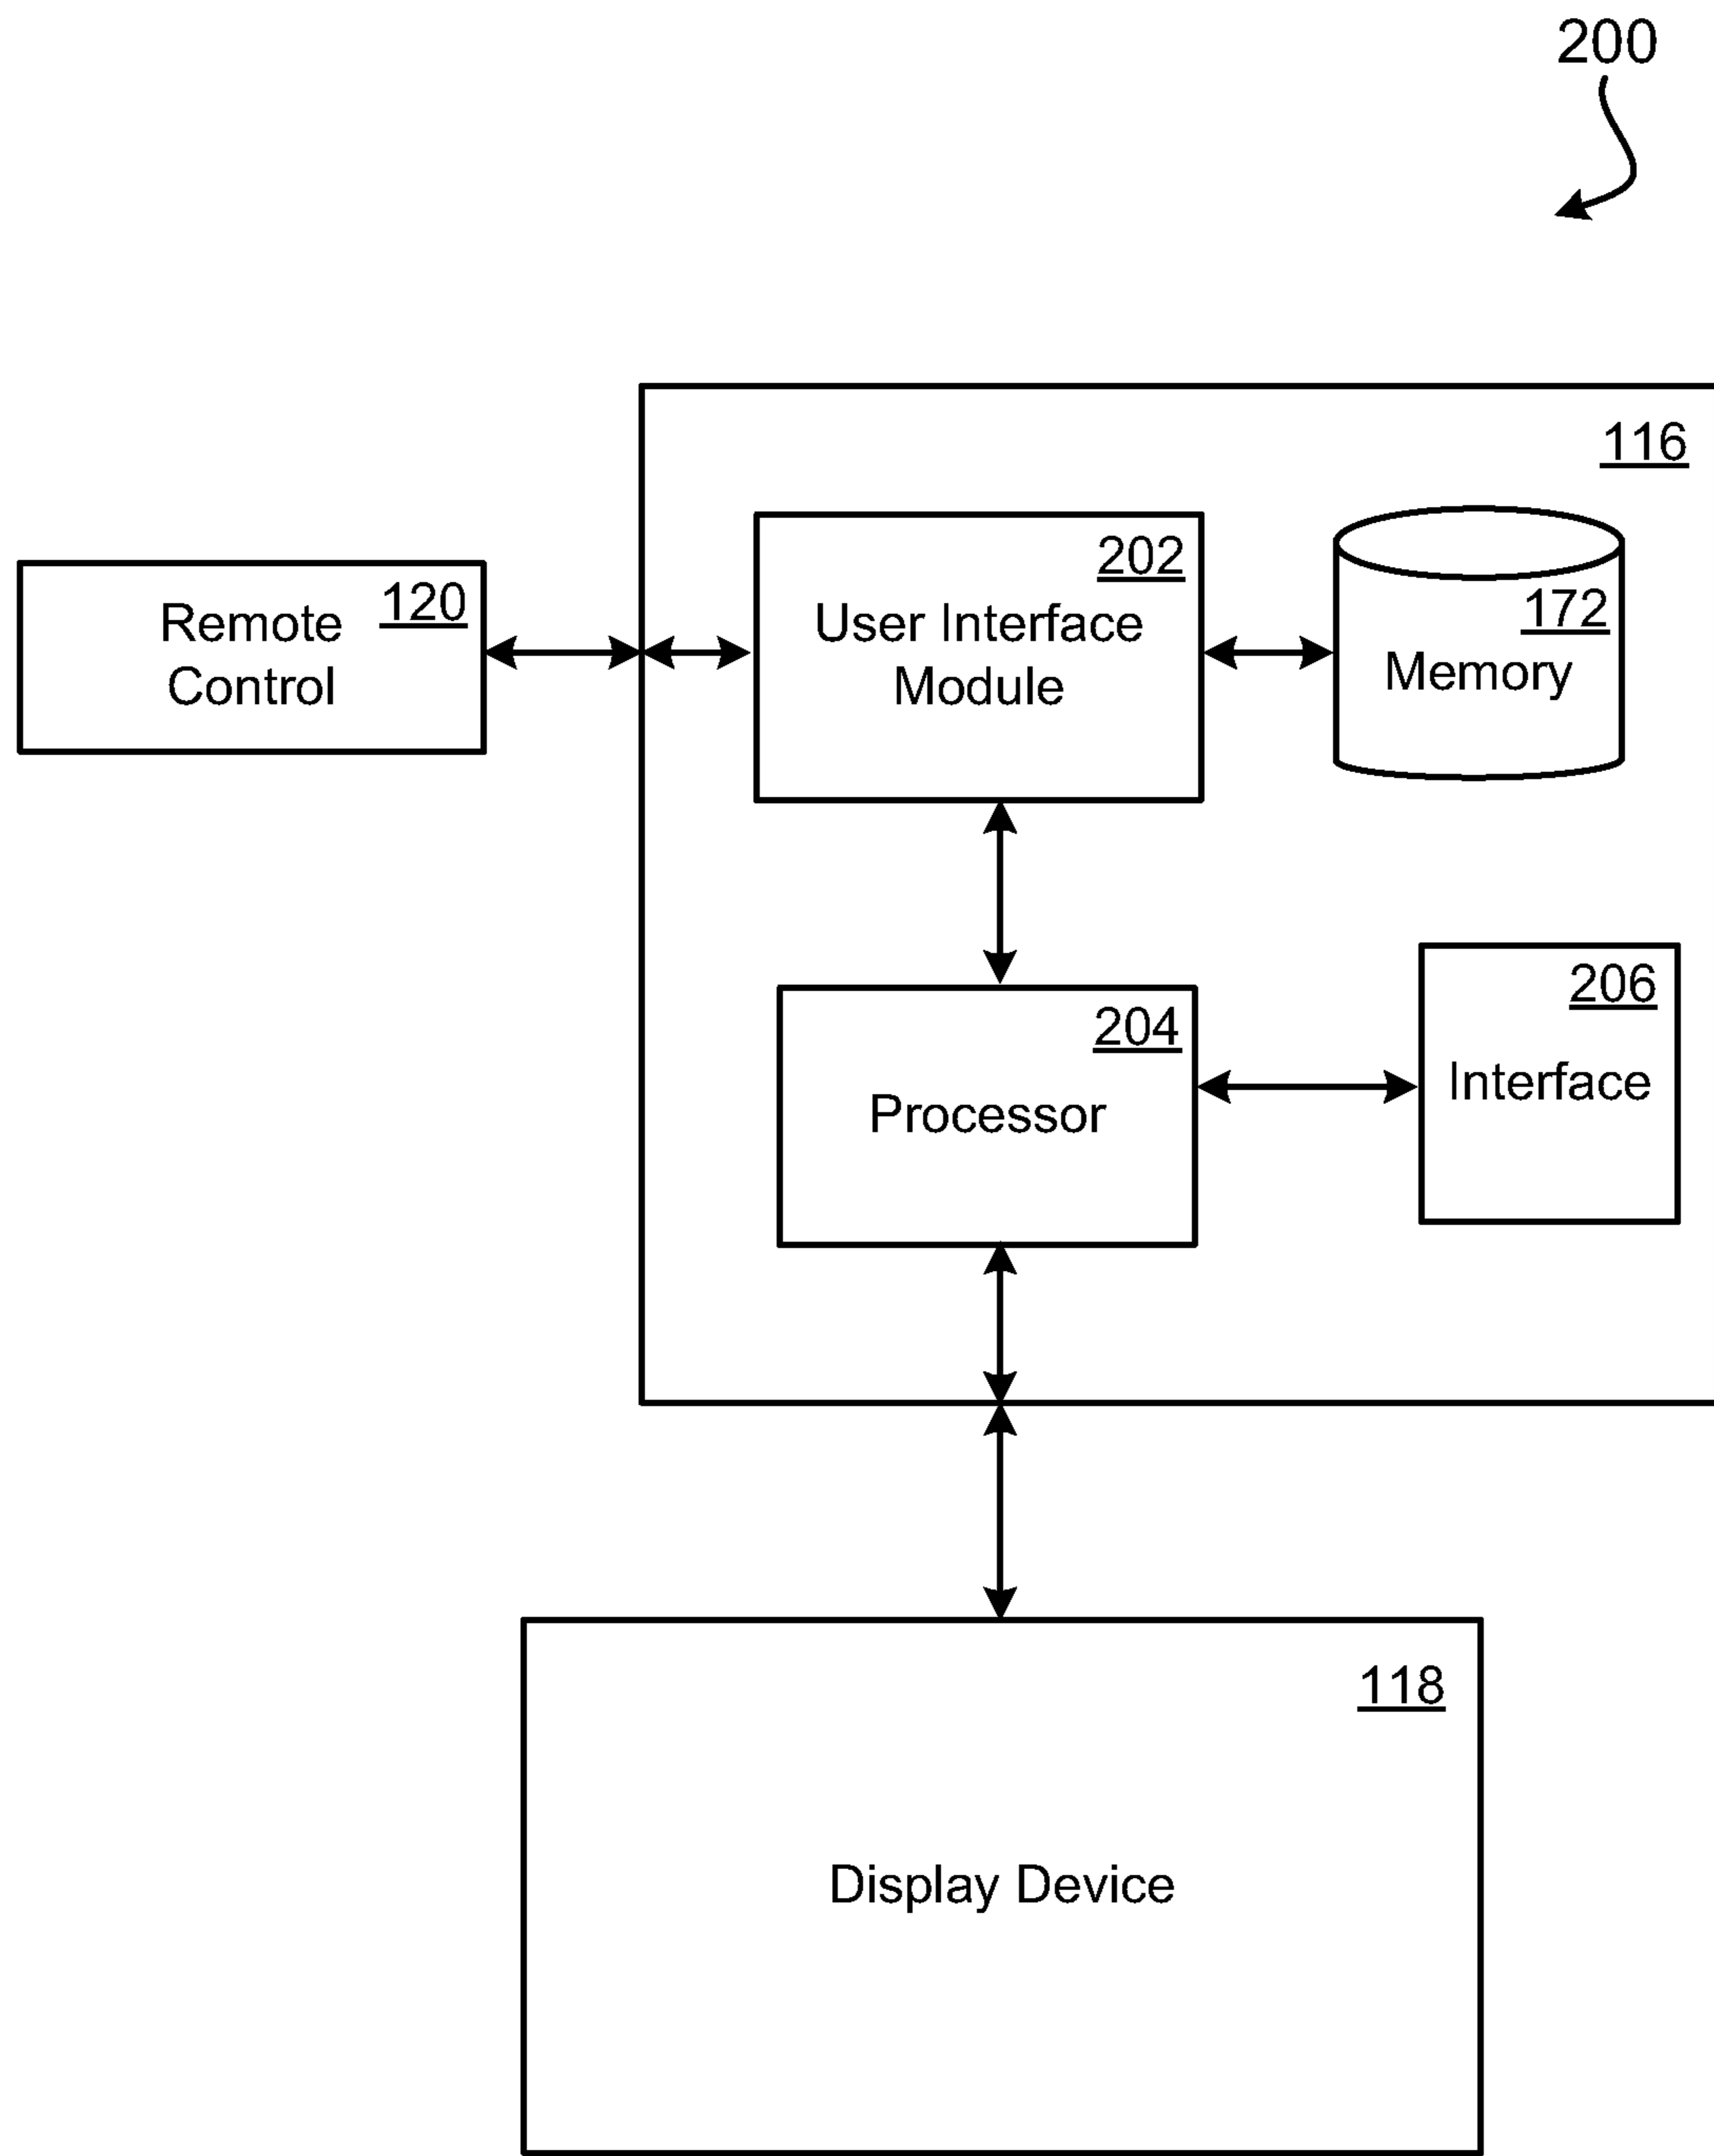 200
116
202
User Interface
Module
120
Remote
Control
172
Memory
204
Processor
206
Interface
118
Display Device